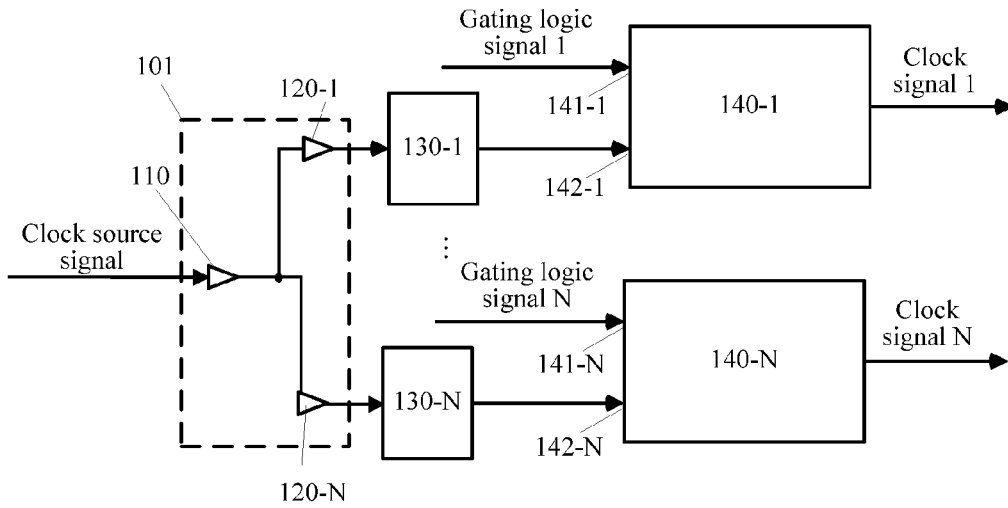 Gating logic
signal 1
Clock
signal 1
101
120-1
141-1
140-1
130-1
142-1
110
Clock source
signal
⋮
Gating logic
signal N
Clock
signal N
141-N
140-N
130-N
142-N
120-N